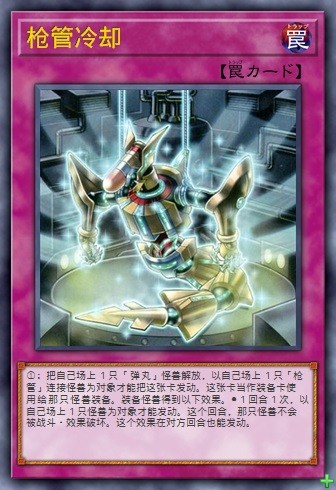 枪管冷却
罠
トラップ
【罠カード】
①：把自己场上1只「弹丸」怪兽解放，以自己场上1只「枪
管」连接怪兽为对象才能把这张卡发动。这张卡当作装备卡使
用给那只怪兽装备。装备怪兽得到以下效果。●1回合1次，以
自己场上1只怪兽为对象才能发动。这个回合，那只怪兽不会
被战斗·效果破坏。这个效果在对方回合也能发动。